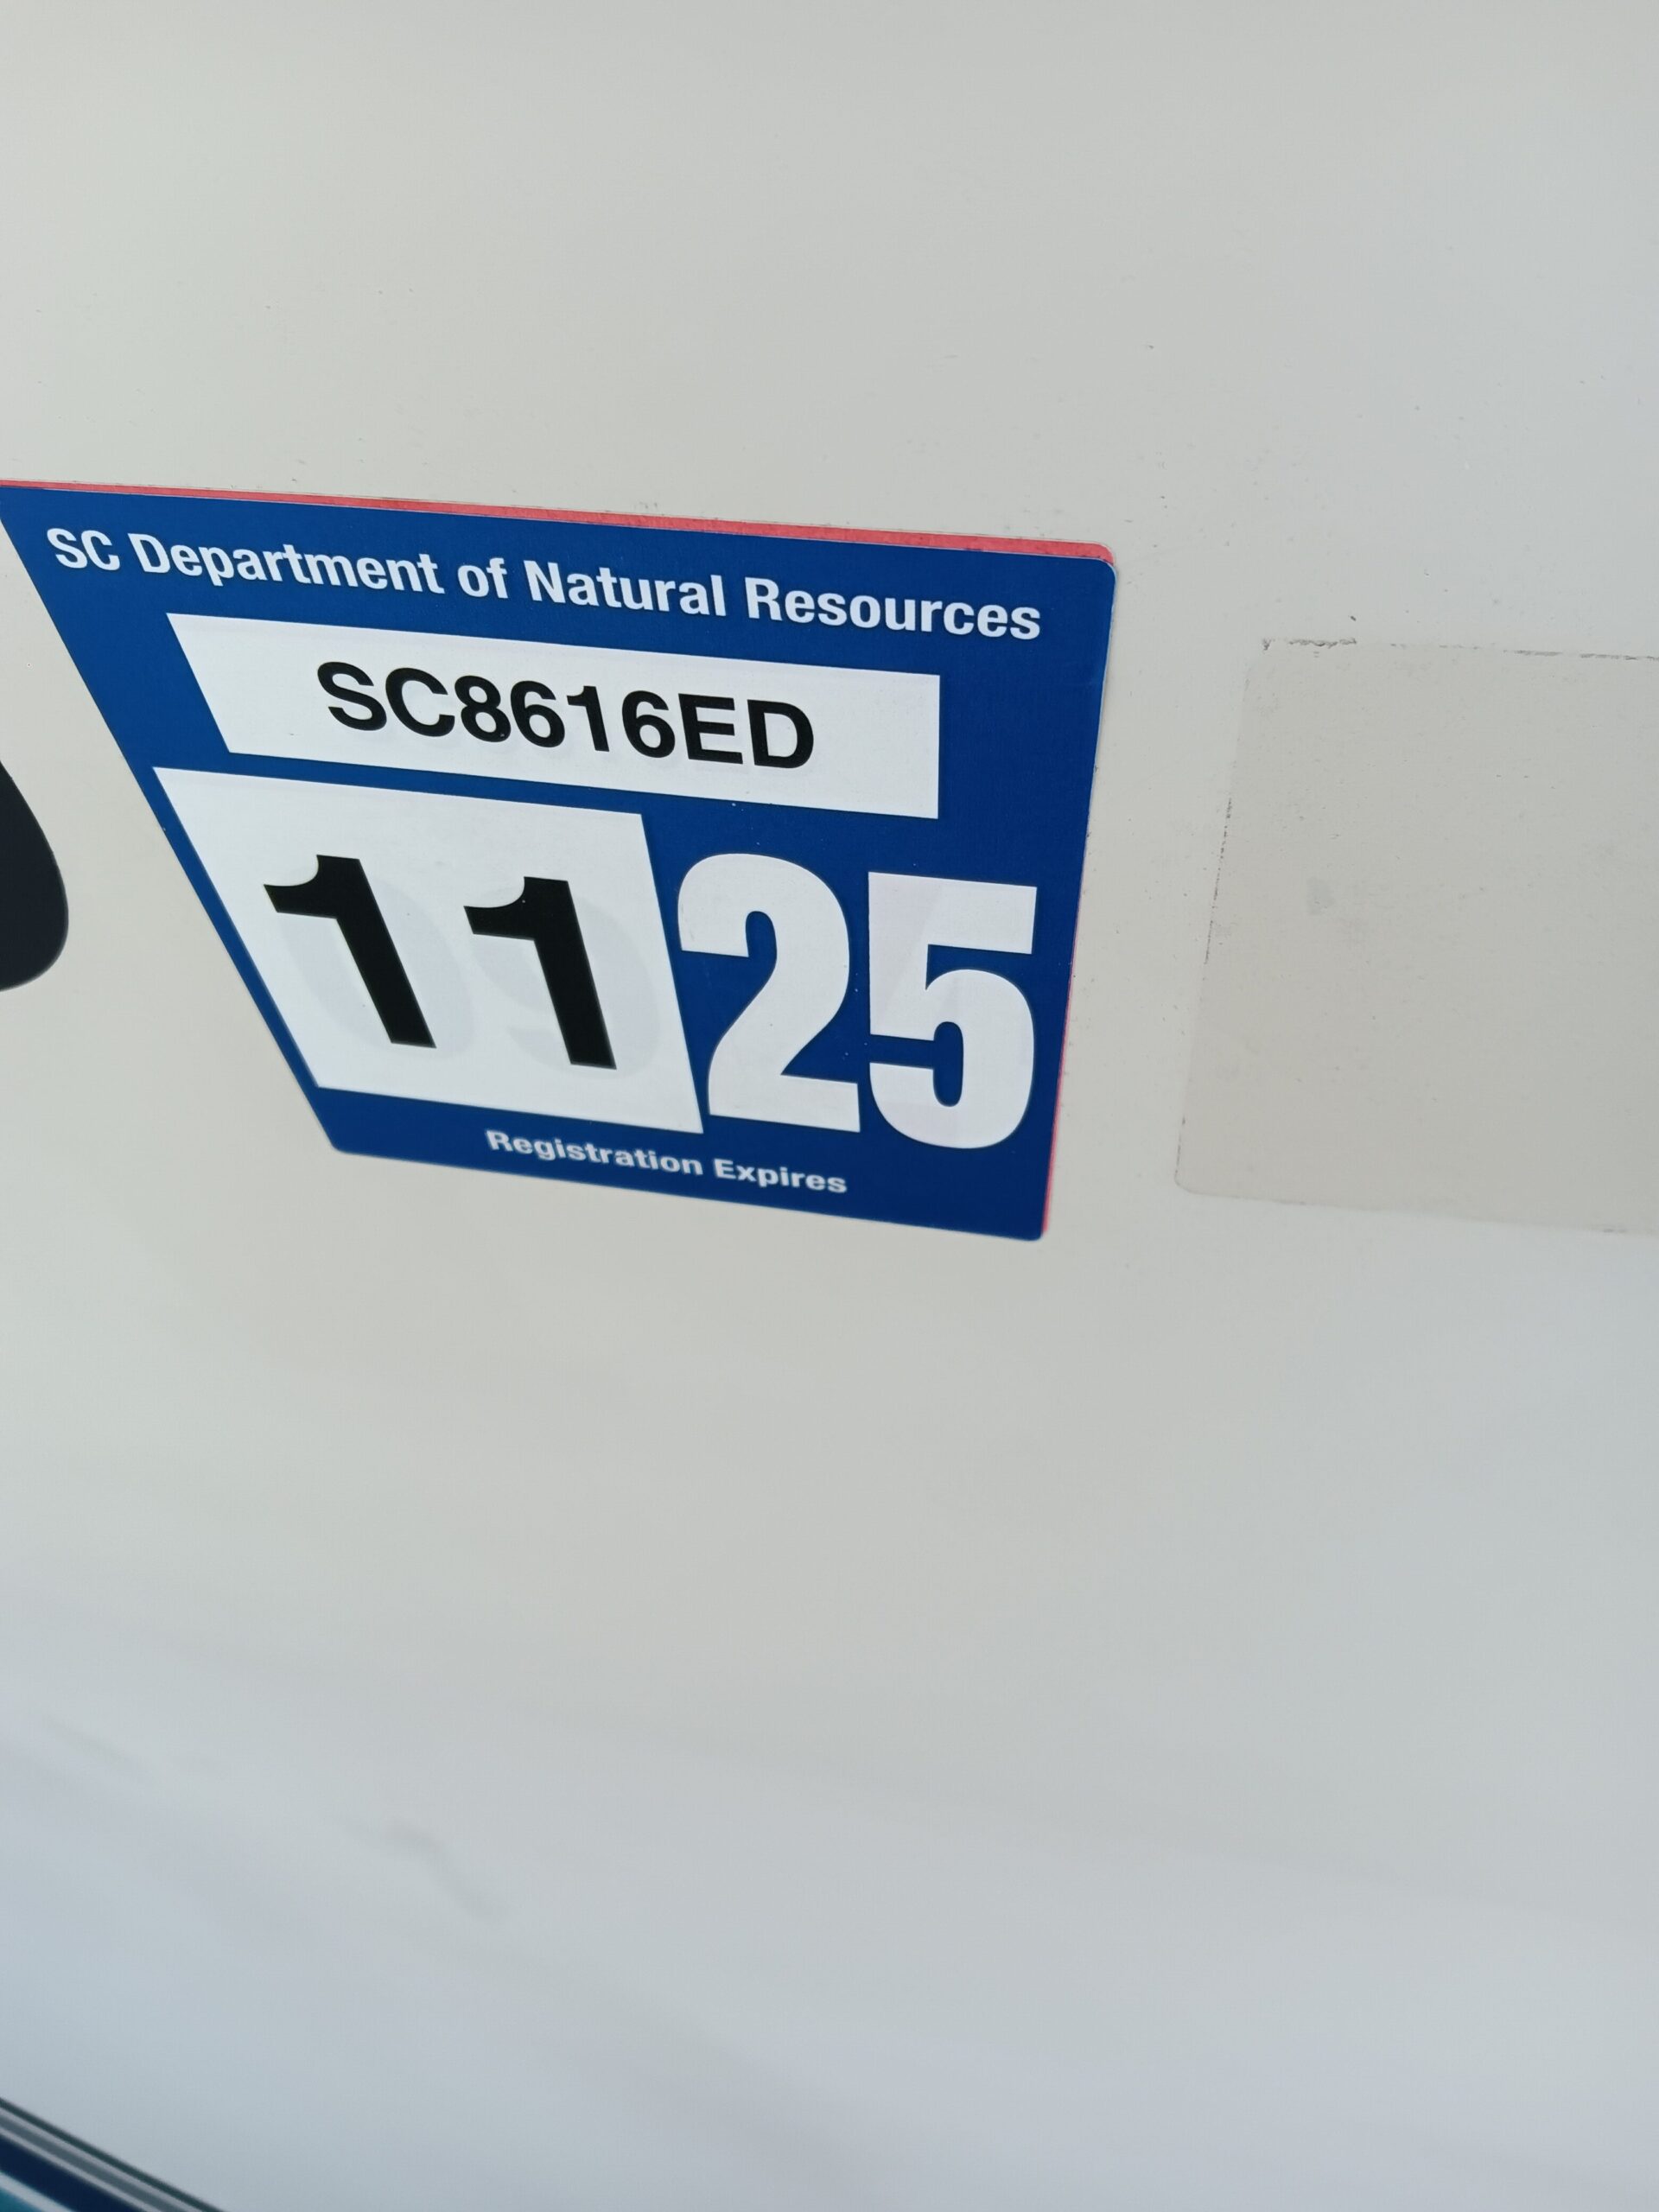 SC Department of Natural Resources
SC8616ED
11 25
Registration Expires